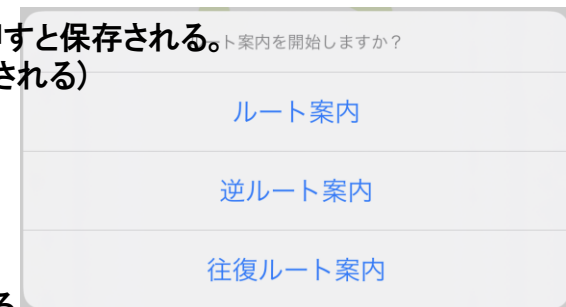 すと保存される。
ート案内を開始しますか？
される)
ルート案内
逆ルート案内
往復ルート案内
る